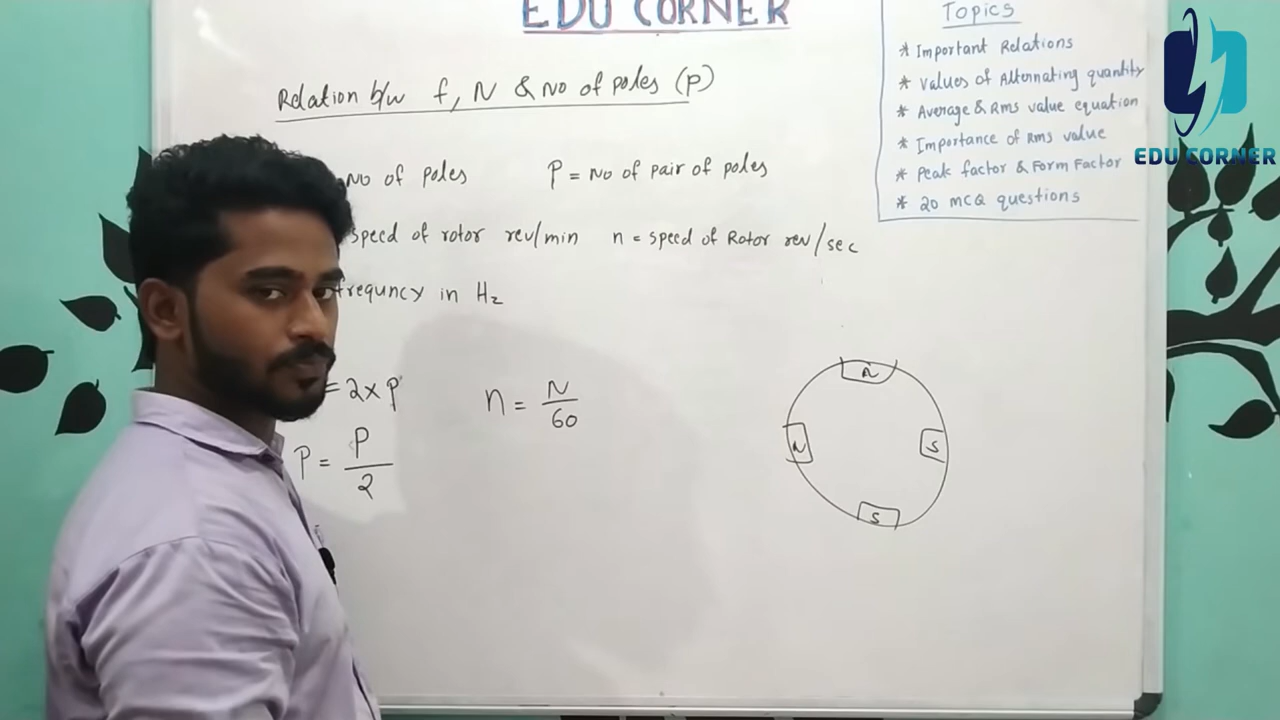 EDU CORNER
Relation b/w f, N & No of poles (P)
No of poles P = No of pair of poles
speed of rotor rev/min n = speed of Rotor rev/sec
frequncy in Hz
= 2 x P n = N
60
P = P
2
N
N S
S
Topics
* Important Relations
* Values of Alternating quantity
* Average & Rms value equation
* Importance of Rms value
* Peak factor & Form Factor
* 20 MCQ questions
EDU CORNER